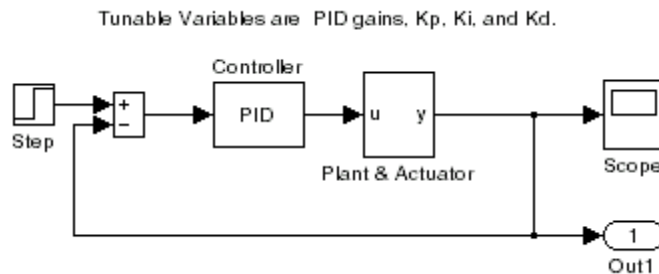 Tunable Variables are PID gains, Kp, Ki, and Kd.
Controller
+
−
PID
u y
Step
Plant & Actuator
Scope
1
Out1